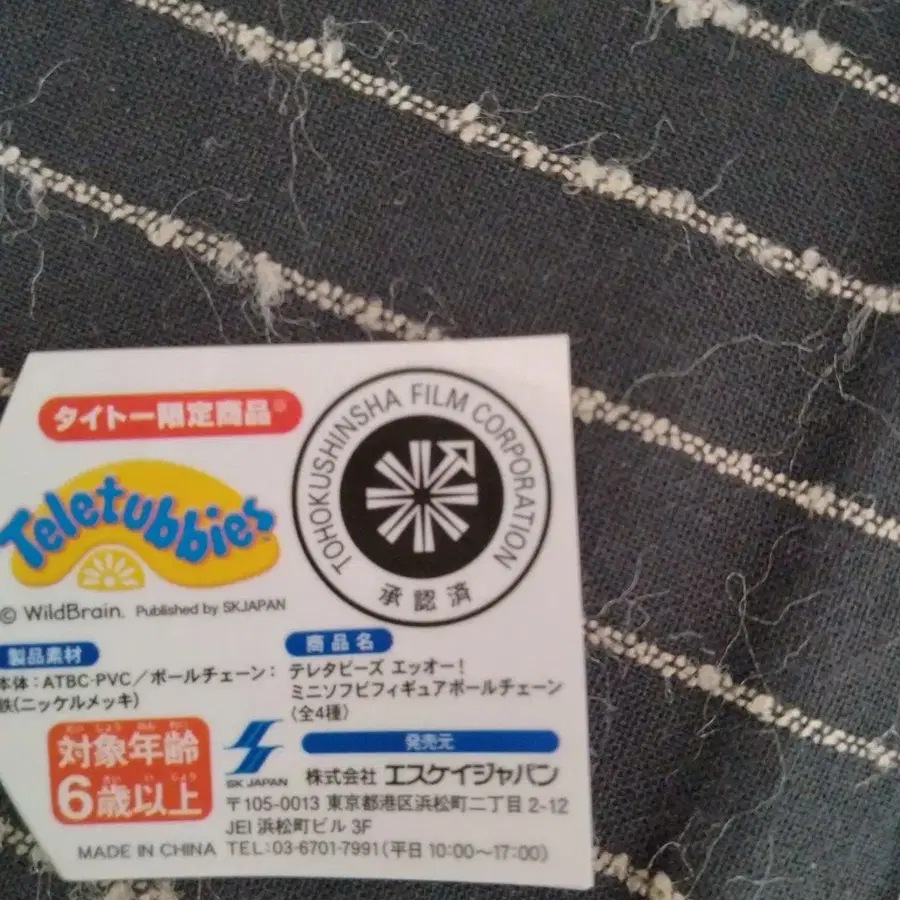 タイトー限定商品※
TOHOKUSHINSHA FILM CORPORATION
承認済
Teletubbies
© WildBrain. Published by SKJAPAN
製品素材
本体：ATBC-PVC／ボールチェーン：
鉄(ニッケルメッキ)
商品名
テレタビーズ エッオー！
ミニソフビフィギュアボールチェーン
(全4種)
対象年齢
6歳以上
SK JAPAN
発売元
株式会社 エスケイジャパン
〒105-0013 東京都港区浜松町二丁目 2-12
JEI 浜松町ビル 3F
MADE IN CHINA TEL:03-6701-7991(平日 10:00～17:00)